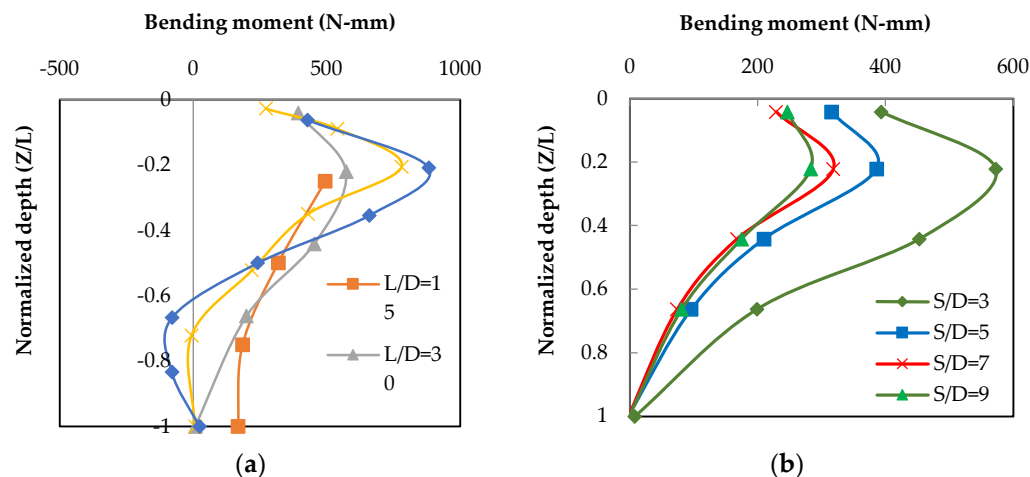 Bending moment (N-mm)
-500 0 500 1000
0
-0.2
-0.4
-0.6
-0.8
-1
Normalized depth (Z/L)
L/D=1
5
L/D=3
0
(a)
Bending moment (N-mm)
0 200 400 600
0
0.2
0.4
0.6
0.8
1
Normalized depth (Z/L)
S/D=3
S/D=5
S/D=7
S/D=9
(b)